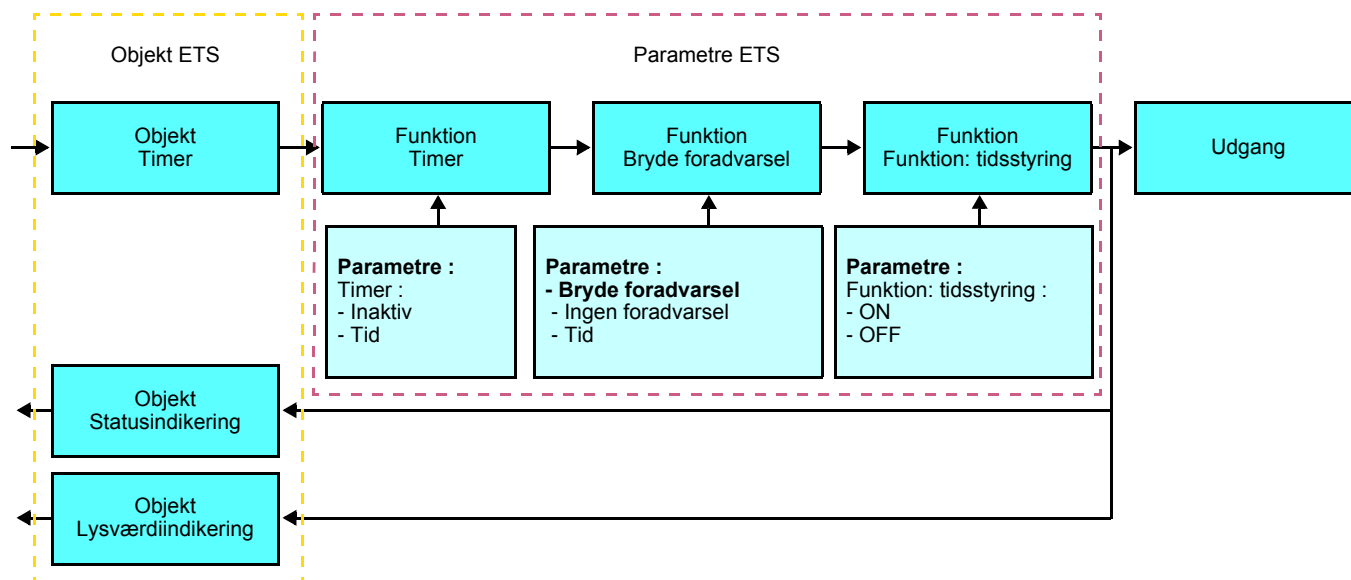 Objekt ETS
Parametre ETS
Objekt
Timer
Funktion
Timer
Funktion
Bryde foradvarsel
Funktion
Funktion: tidsstyring
Udgang
Parametre :
Timer :
- Inaktiv
- Tid
Parametre :
- Bryde foradvarsel
- Ingen foradvarsel
- Tid
Parametre :
Funktion: tidsstyring :
- ON
- OFF
Objekt
Statusindikering
Objekt
Lysværdiindikering